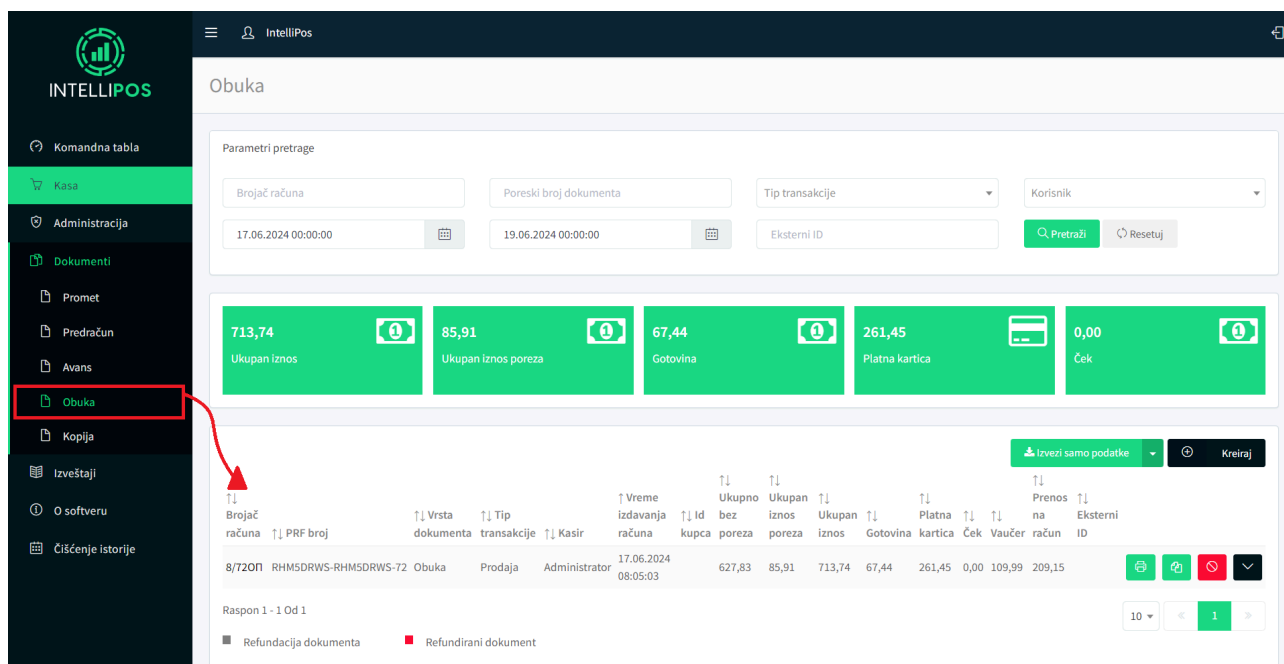 INTELLIPOS
Komandna tabla
Kasa
Administracija
Dokumenti
Promet
Predračun
Avans
Obuka
Kopija
Izveštaji
O softveru
Čišćenje istorije
IntelliPos
Obuka
Parametri pretrage
Brojač računa
Poreski broj dokumenta
Tip transakcije
Korisnik
17.06.2024 00:00:00
19.06.2024 00:00:00
Eksterni ID
Pretraži
Resetuj
713,74
Ukupan iznos
85,91
Ukupan iznos poreza
67,44
Gotovina
261,45
Platna kartica
0,00
Ček
Izvezi samo podatke
Kreiraj
Brojač računa
PRF broj
Vrsta dokumenta
Tip transakcije
Kasir
Vreme izdavanja računa
Id kupca
Ukupno bez poreza
Ukupan iznos poreza
Ukupan iznos
Gotovina
Platna kartica
Ček
Vaučer
Prenos na račun
Eksterni ID
8/72ОП
RHM5DRWS-RHM5DRWS-72
Obuka
Prodaja
Administrator
17.06.2024 08:05:03
627,83
85,91
713,74
67,44
261,45
0,00
109,99
209,15
Raspon 1 - 1 Od 1
10
«
1
»
Refundacija dokumenta
Refundirani dokument